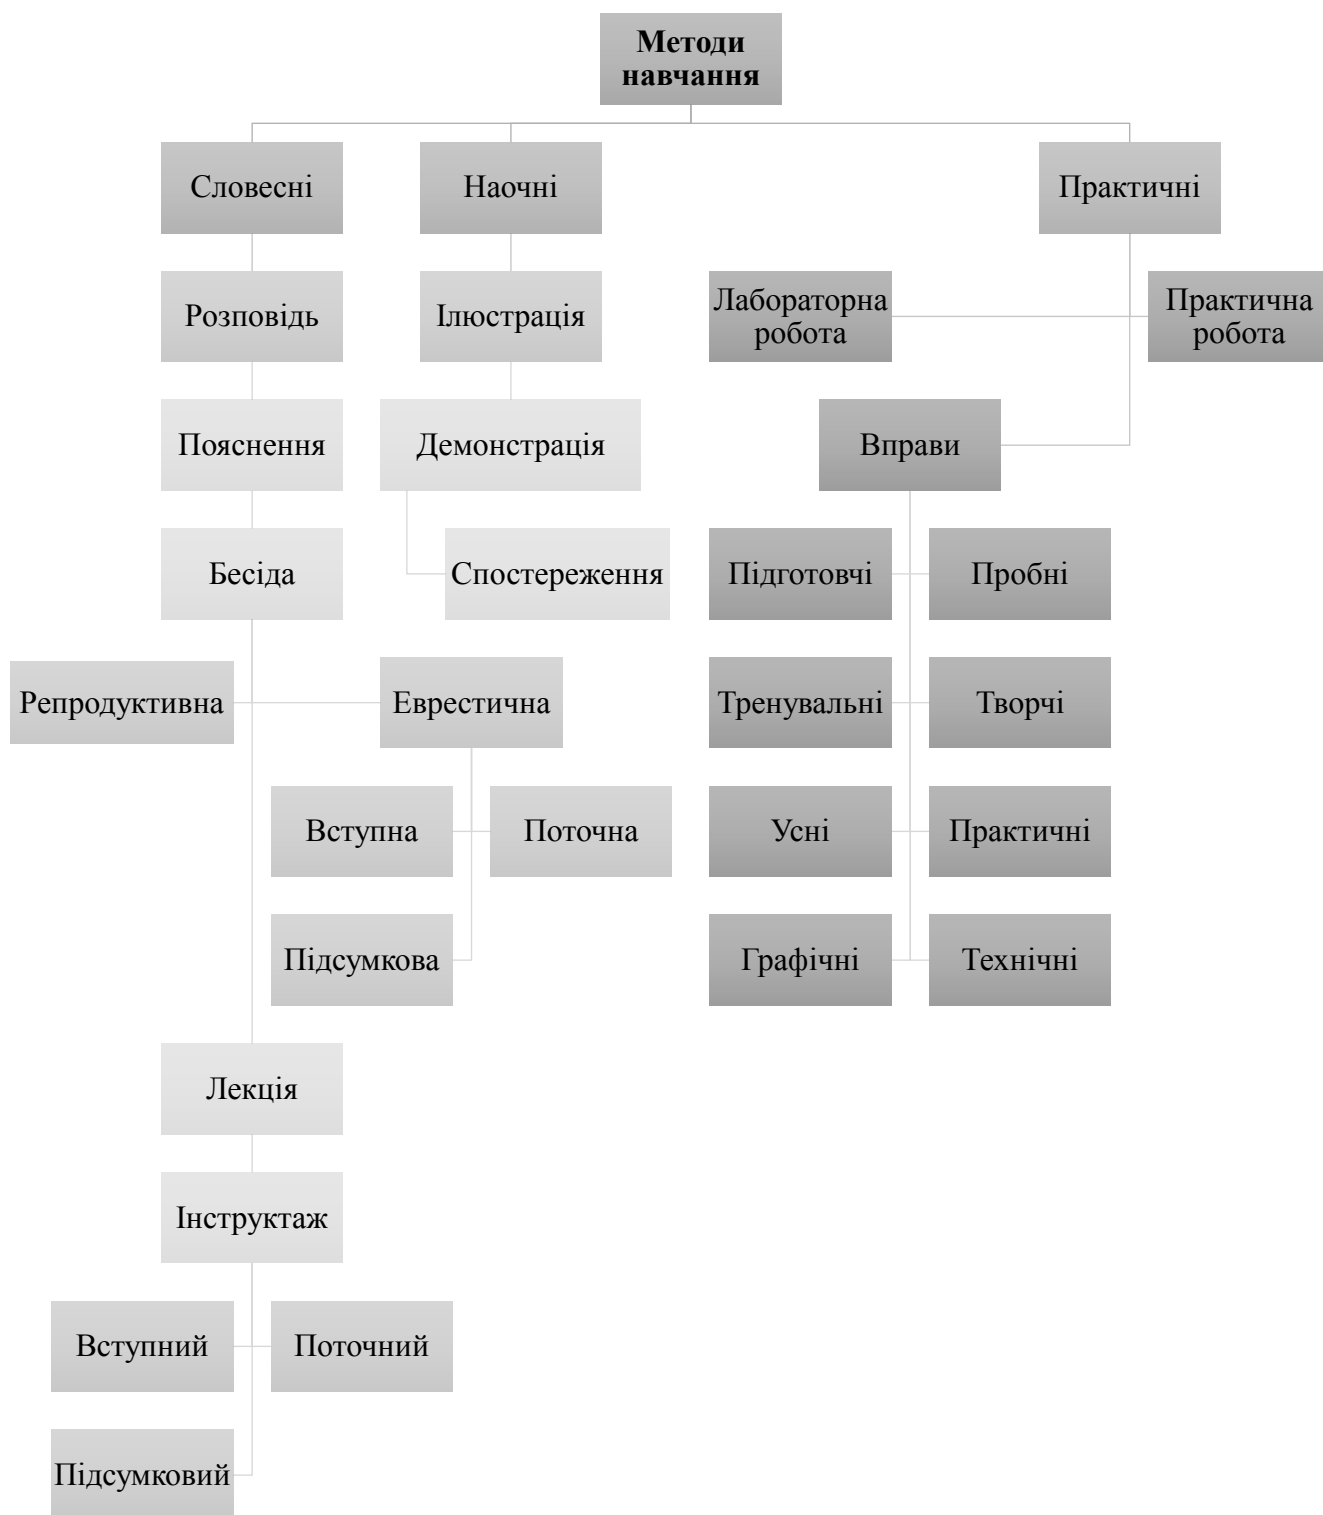 Методи
навчання
Словесні
Наочні
Практичні
Розповідь
Ілюстрація
Лабораторна
робота
Практична
робота
Пояснення
Демонстрація
Вправи
Бесіда
Спостереження
Підготовчі
Пробні
Репродуктивна
Еврестична
Тренувальні
Творчі
Вступна
Поточна
Усні
Практичні
Підсумкова
Графічні
Технічні
Лекція
Інструктаж
Вступний
Поточний
Підсумковий